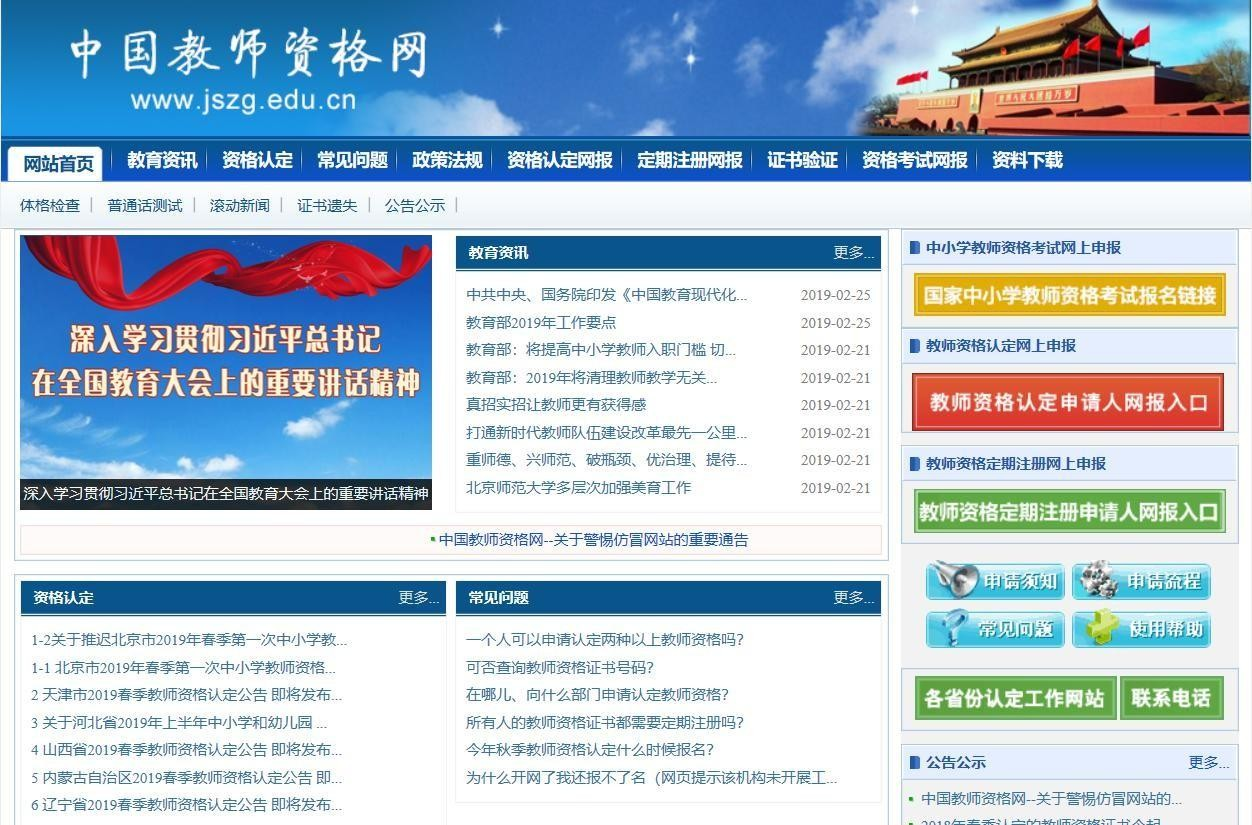 中国教师资格网
www.jszg.edu.cn
网站首页 教育资讯 资格认定 常见问题 政策法规 资格认定网报 定期注册网报 证书验证 资格考试网报 资料下载
体格检查 | 普通话测试 | 滚动新闻 | 证书遗失 | 公告公示 |
深入学习贯彻习近平总书记
在全国教育大会上的重要讲话精神
深入学习贯彻习近平总书记在全国教育大会上的重要讲话精神
教育资讯 更多...
中共中央、国务院印发《中国教育现代化... 2019-02-25
教育部2019年工作要点 2019-02-25
教育部：将提高中小学教师入职门槛 切... 2019-02-21
教育部：2019年将清理教师教学无关... 2019-02-21
真招实招让教师更有获得感 2019-02-21
打通新时代教师队伍建设改革最先一公里... 2019-02-21
重师德、兴师范、破瓶颈、优治理、提待... 2019-02-21
北京师范大学多层次加强美育工作 2019-02-21
中国教师资格网--关于警惕仿冒网站的重要通告
资格认定 更多...
1-2关于推迟北京市2019年春季第一次中小学教...
1-1 北京市2019年春季第一次中小学教师资格...
2 天津市2019春季教师资格认定公告 即将发布...
3 关于河北省2019年上半年中小学和幼儿园 ...
4 山西省2019春季教师资格认定公告 即将发布...
5 内蒙古自治区2019春季教师资格认定公告 即...
6 辽宁省2019春季教师资格认定公告 即将发布...
常见问题 更多...
一个人可以申请认定两种以上教师资格吗?
可否查询教师资格证书号码?
在哪儿、向什么部门申请认定教师资格?
所有人的教师资格证书都需要定期注册吗?
今年秋季教师资格认定什么时候报名?
为什么开网了我还报不了名（网页提示该机构未开展工...
中小学教师资格考试网上申报
国家中小学教师资格考试报名链接
教师资格认定网上申报
教师资格认定申请人网报入口
教师资格定期注册网上申报
教师资格定期注册申请人网报入口
申请须知 申请流程
常见问题 使用帮助
各省份认定工作网站 联系电话
公告公示 更多...
中国教师资格网--关于警惕仿冒网站的...